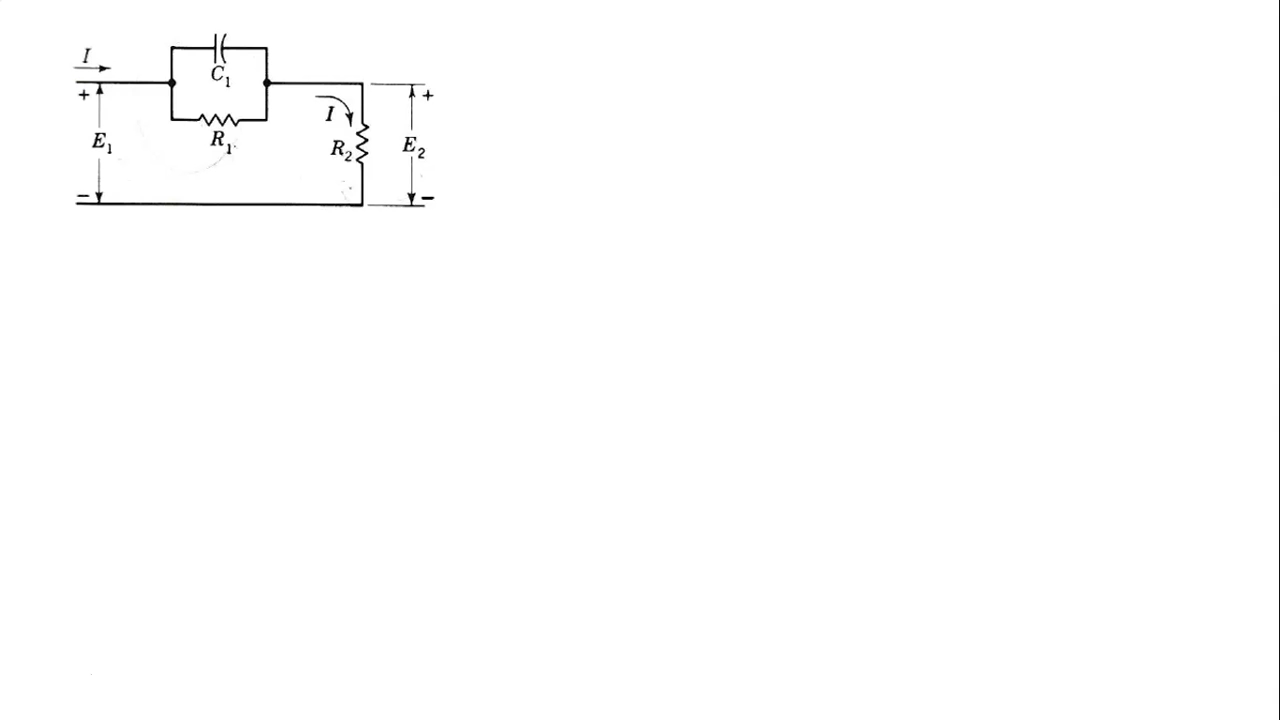 I
C₁
+
+
I
E₁
R₁
R₂
E₂
−
−